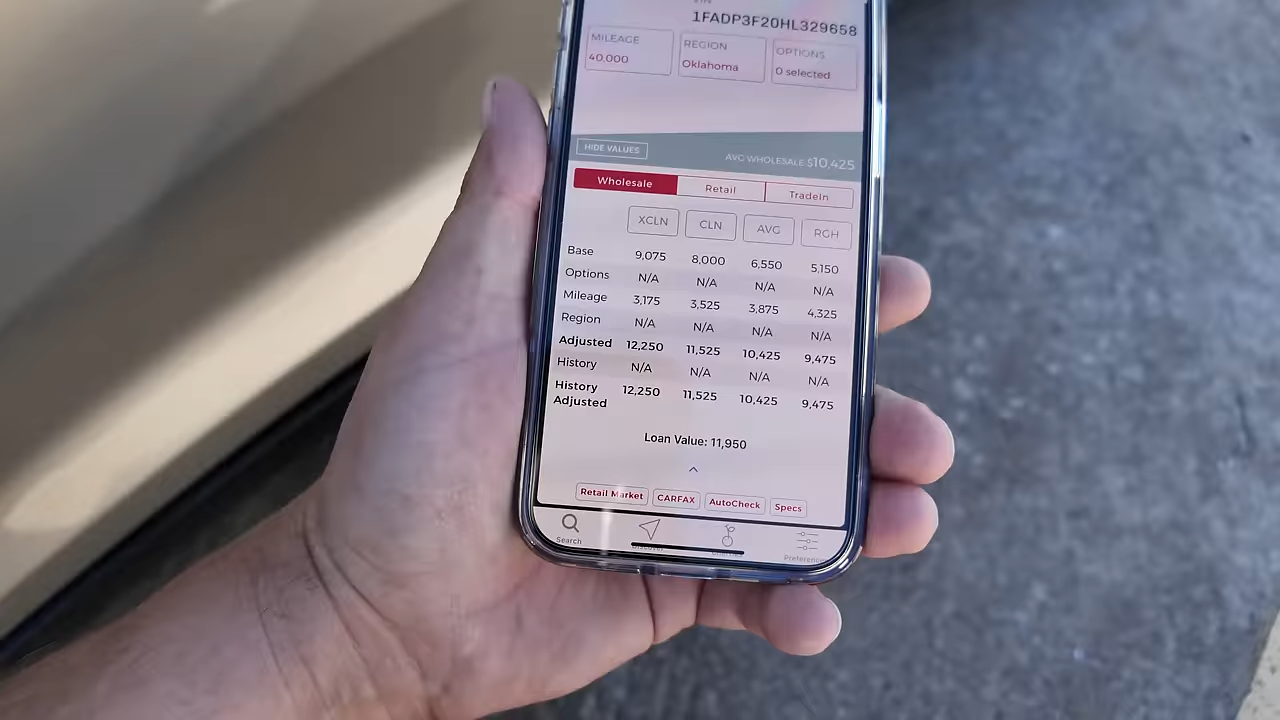 VIN
1FADP3F20HL329658
MILEAGE
40,000
REGION
Oklahoma
OPTIONS
0 selected
HIDE VALUES
AVG WHOLESALE $10,425
Wholesale Retail TradeIn
XCLN CLN AVG RGH
Base 9,075 8,000 6,550 5,150
Options N/A N/A N/A N/A
Mileage 3,175 3,525 3,875 4,325
Region N/A N/A N/A N/A
Adjusted 12,250 11,525 10,425 9,475
History N/A N/A N/A N/A
History
Adjusted 12,250 11,525 10,425 9,475
Loan Value: 11,950
Retail Market CARFAX AutoCheck Specs
Search